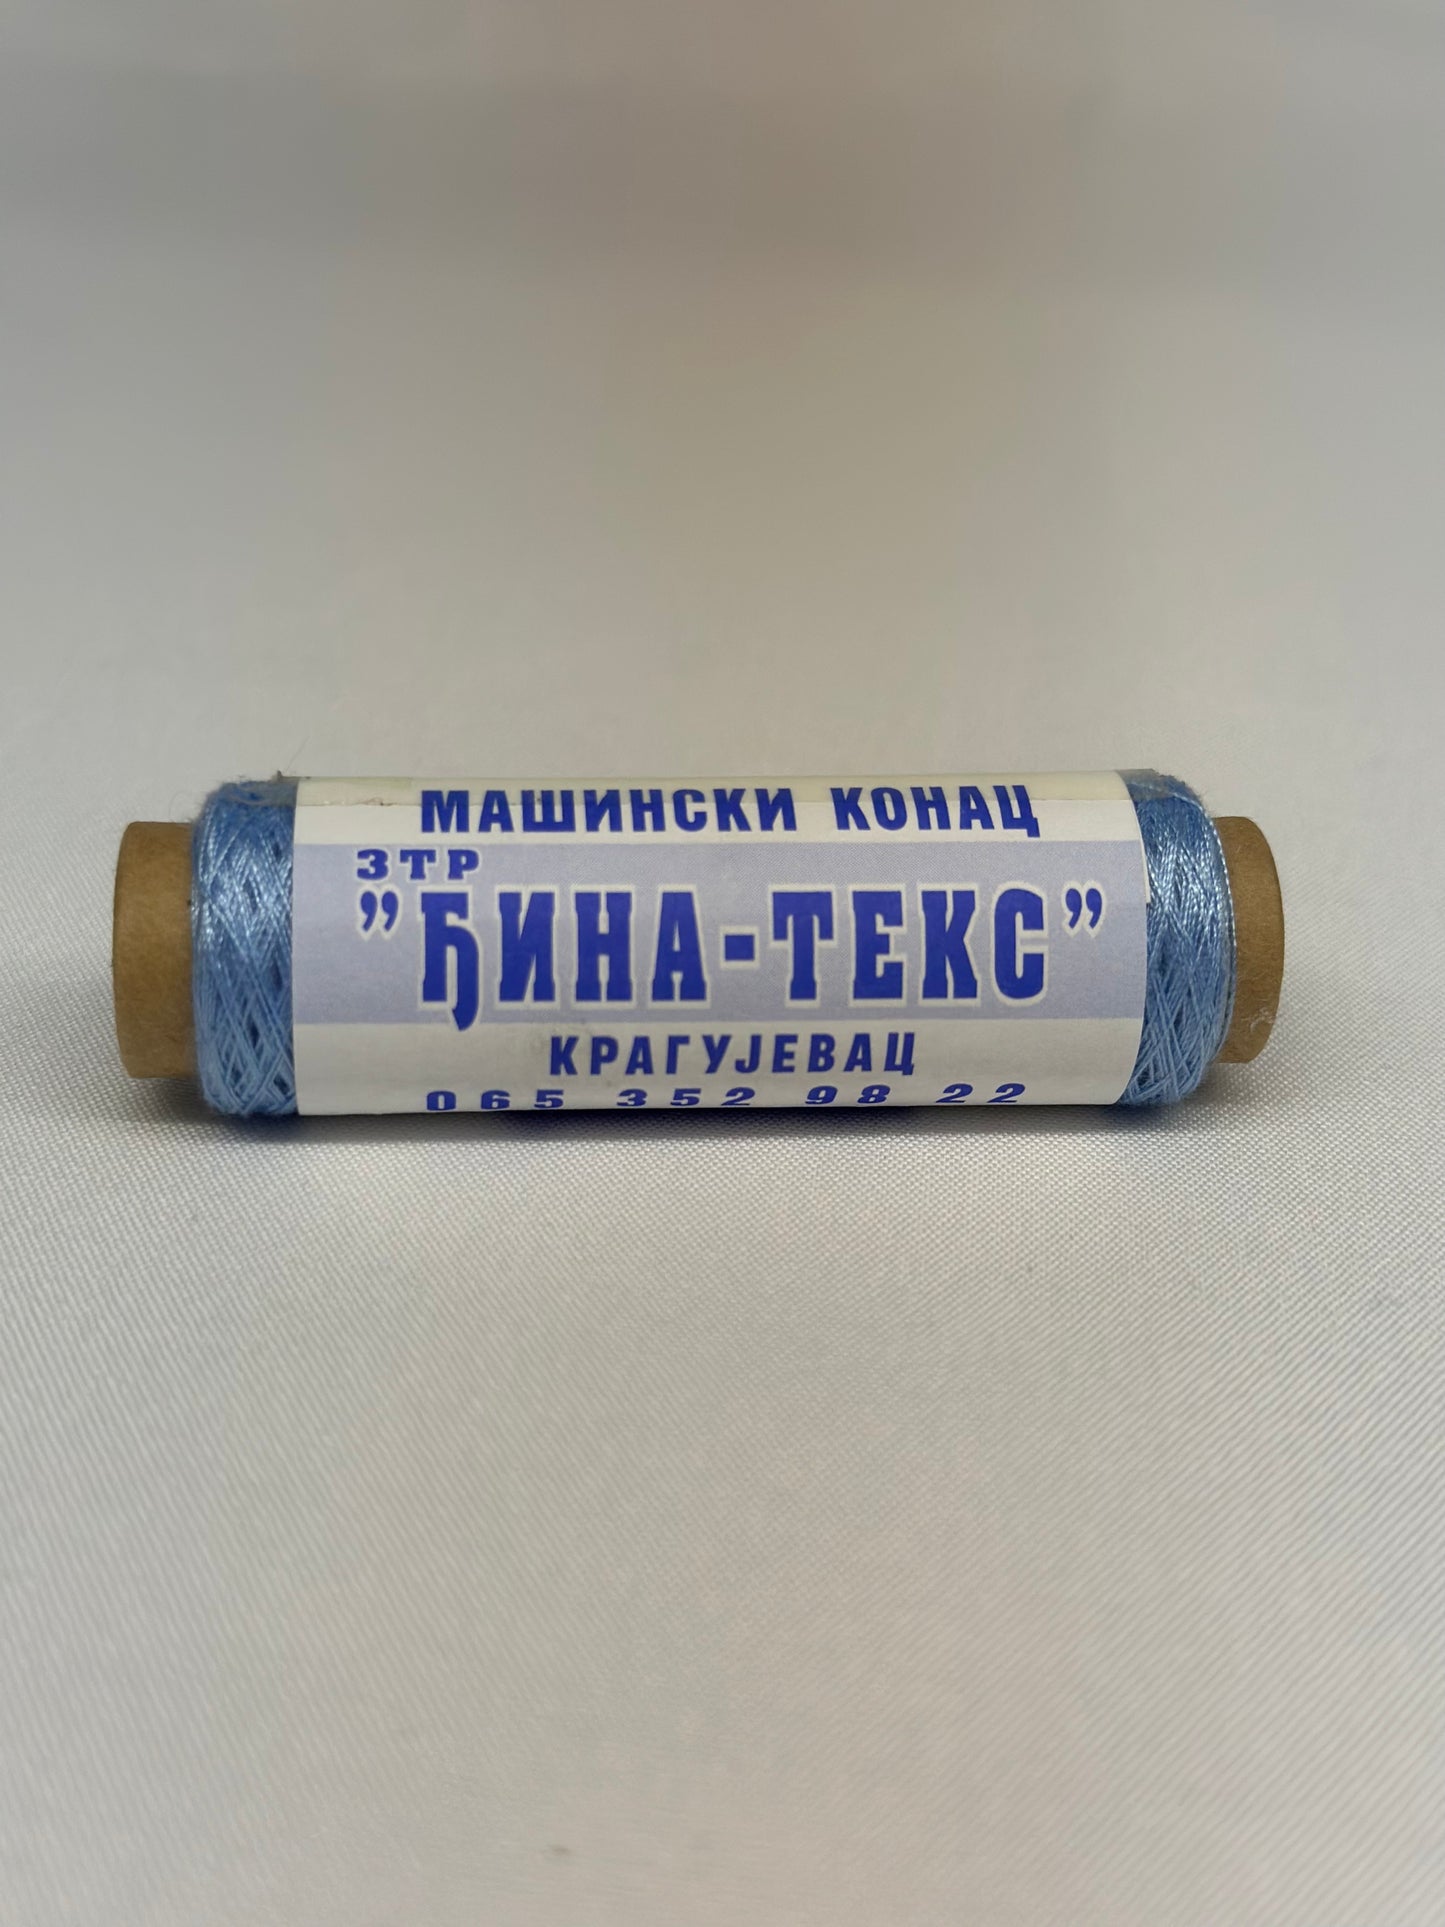 МАШИНСКИ КОНАЦ
ЗТР
”ЂИНА-ТЕКС”
КРАГУЈЕВАЦ
065 352 98 22